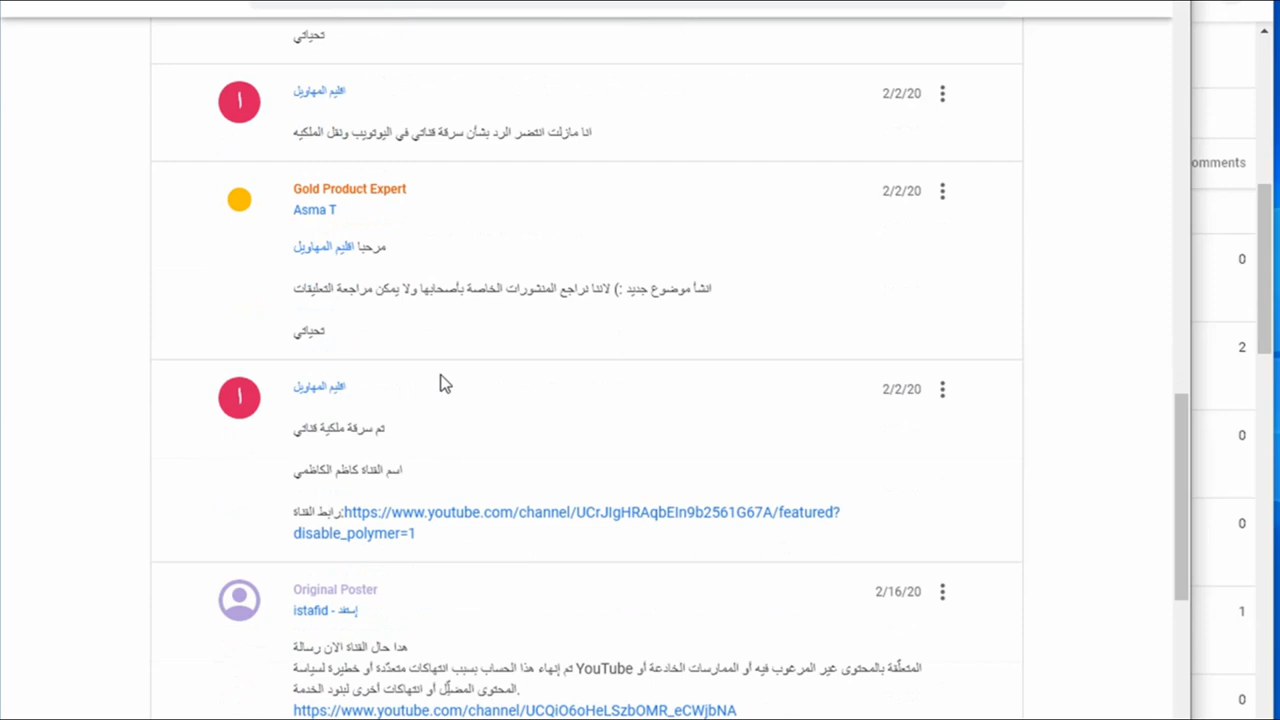 تحياتي
اقليم المهاويل
2/2/20
انا مازلت انتضر الرد بشأن سرقة قناتي في اليوتويب ونقل الملكيه
Gold Product Expert
2/2/20
Asma T
مرحبا اقليم المهاويل
انشأ موضوع جديد :) لاننا نراجع المنشورات الخاصة بأصحابها ولا يمكن مراجعة التعليقات
تحياتي
اقليم المهاويل
2/2/20
تم سرقة ملكية قناتي
اسم القناة كاظم الكاظمي
رابط القناة:https://www.youtube.com/channel/UCrJIgHRAqbEIn9b2561G67A/featured?
disable_polymer=1
Original Poster
2/16/20
istafid - إستفد
هدا حال القناة الان رسالة
المتعلّقة بالمحتوى غير المرغوب فيه أو الممارسات الخادعة أو YouTube تم إنهاء هذا الحساب بسبب انتهاكات متعدّدة أو خطيرة لسياسة
المحتوى المضلِّل أو انتهاكات أخرى لبنود الخدمة.
https://www.youtube.com/channel/UCQiO6oHeLSzbOMR_eCWjbNA
omments
0
2
0
0
1
0